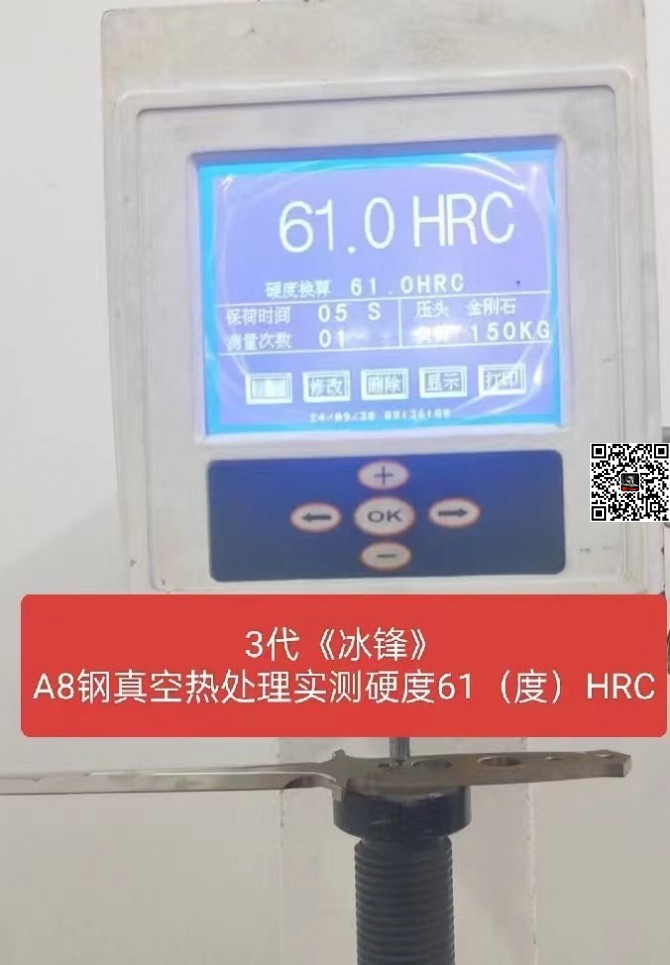 61.0 HRC
硬度换算 61.0HRC
保荷时间 05 S 压头 金刚石
测量次数 01 150KG
修改 删除 显示 打印
+
← OK →
−
3代《冰锋》
A8钢真空热处理实测硬度61（度）HRC